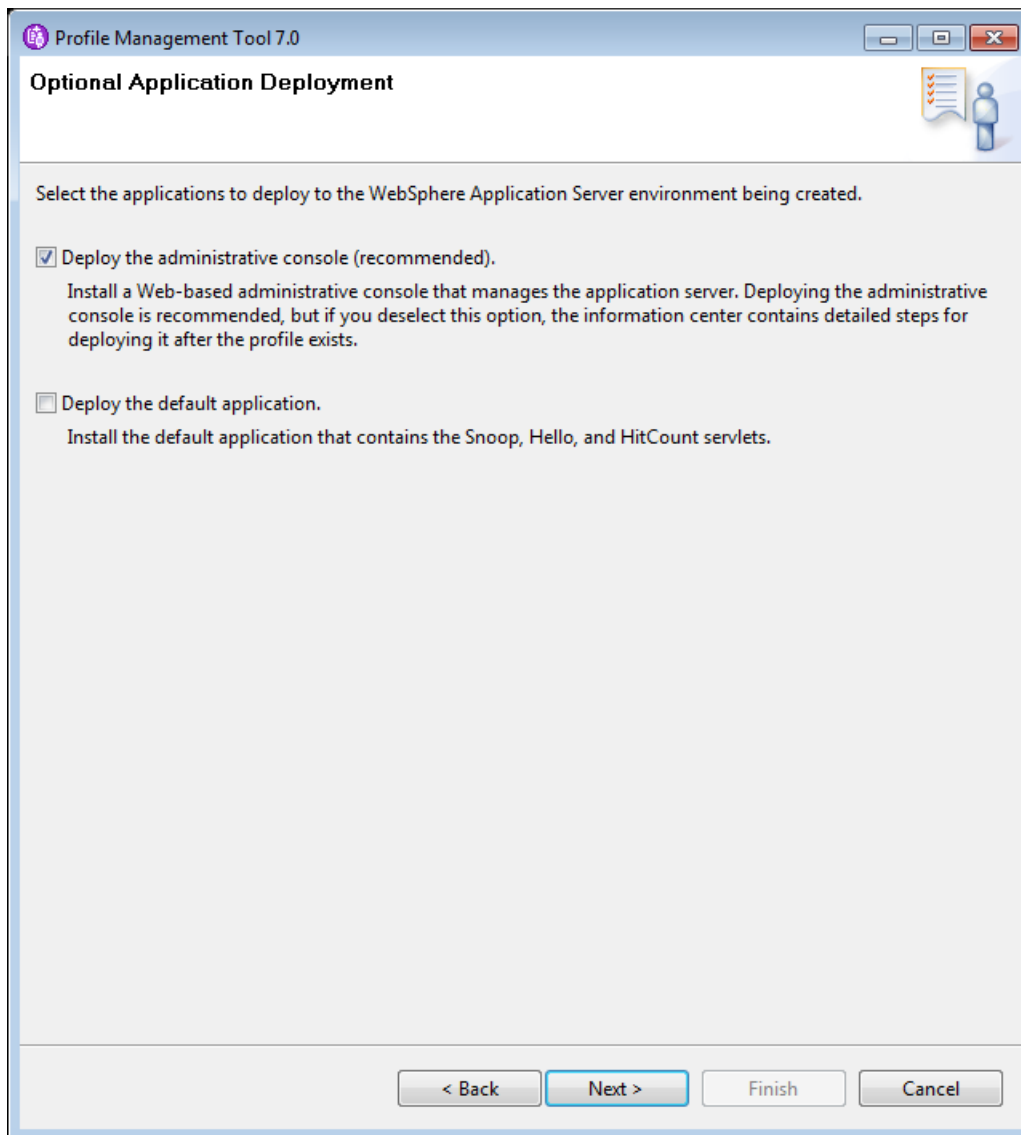 Profile Management Tool 7.0
Optional Application Deployment
Select the applications to deploy to the WebSphere Application Server environment being created.
Deploy the administrative console (recommended).
Install a Web-based administrative console that manages the application server. Deploying the administrative
console is recommended, but if you deselect this option, the information center contains detailed steps for
deploying it after the profile exists.
Deploy the default application.
Install the default application that contains the Snoop, Hello, and HitCount servlets.
< Back Next > Finish Cancel